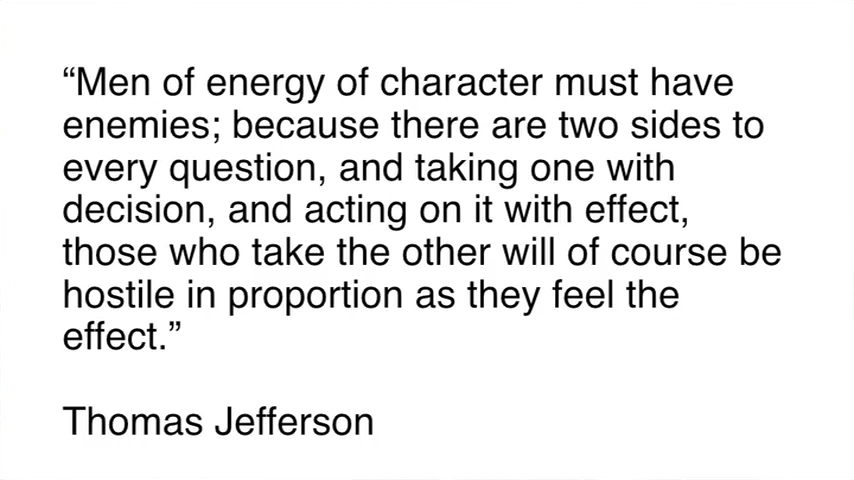 “Men of energy of character must have
enemies; because there are two sides to
every question, and taking one with
decision, and acting on it with effect,
those who take the other will of course be
hostile in proportion as they feel the
effect.”
Thomas Jefferson